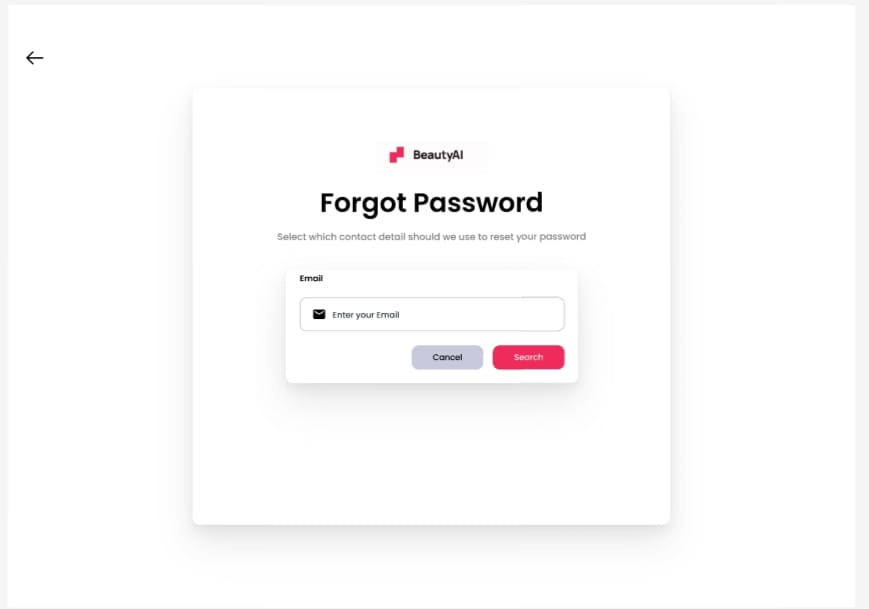 BeautyAI
Forgot Password
Select which contact detail should we use to reset your password
Email
Enter your Email
Cancel
Search